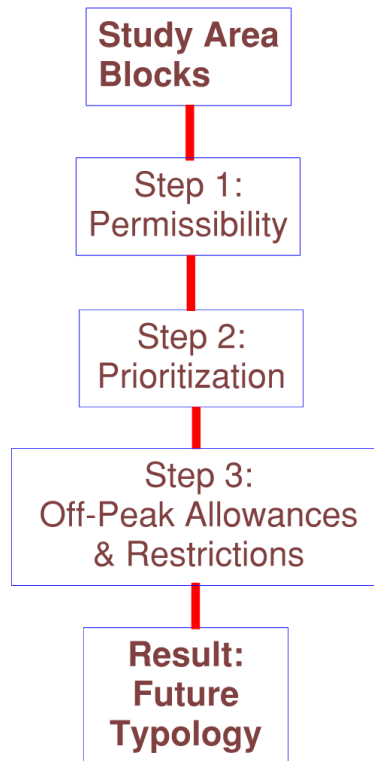 Study Area
Blocks
Step 1:
Permissibility
Step 2:
Prioritization
Step 3:
Off-Peak Allowances
& Restrictions
Result:
Future
Typology